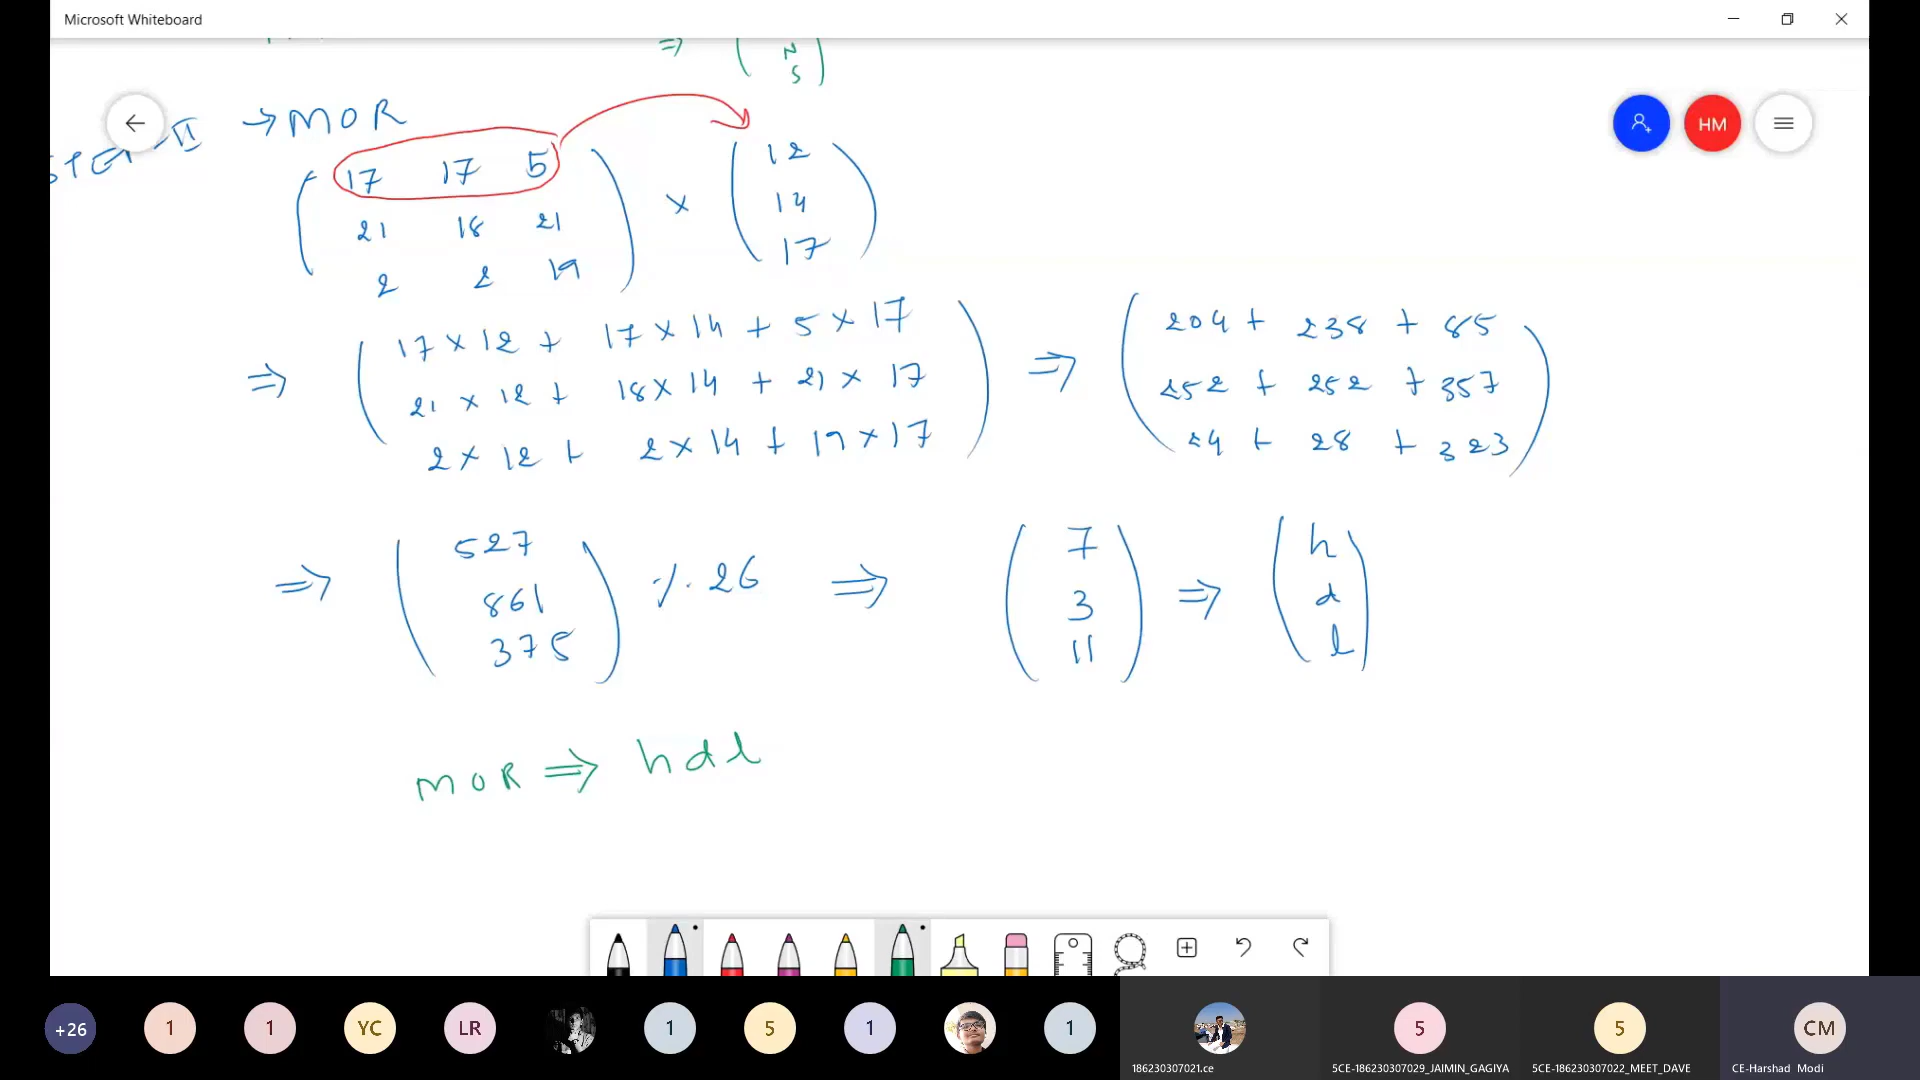 Microsoft Whiteboard
⇒ ( N
S )
STEP-II → MOR
HM
( 17 17 5
21 18 21
2 2 19 ) × ( 12
14
17 )
⇒ ( 17 × 12 + 17 × 14 + 5 × 17
21 × 12 + 18 × 14 + 21 × 17
2 × 12 + 2 × 14 + 19 × 17 ) ⇒ ( 204 + 238 + 85
252 + 252 + 357
24 + 28 + 323 )
⇒ ( 527
861
375 ) % 26 ⇒ ( 7
3
11 ) ⇒ ( h
d
l )
MOR ⇒ hdl
+26 1 1 YC LR 1 5 1 1 5 5 CM
186230307021.ce 5CE-186230307029_JAIMIN_GAGIYA 5CE-186230307022_MEET_DAVE CE-Harshad Modi